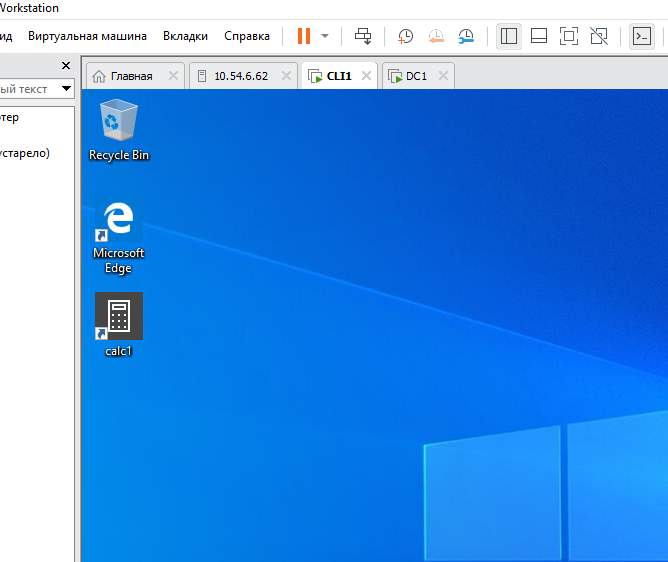 Workstation
ид Виртуальная машина Вкладки Справка
ый текст
Главная 10.54.6.62 CLI1 DC1
тер
устарело)
Recycle Bin
Microsoft
Edge
calc1